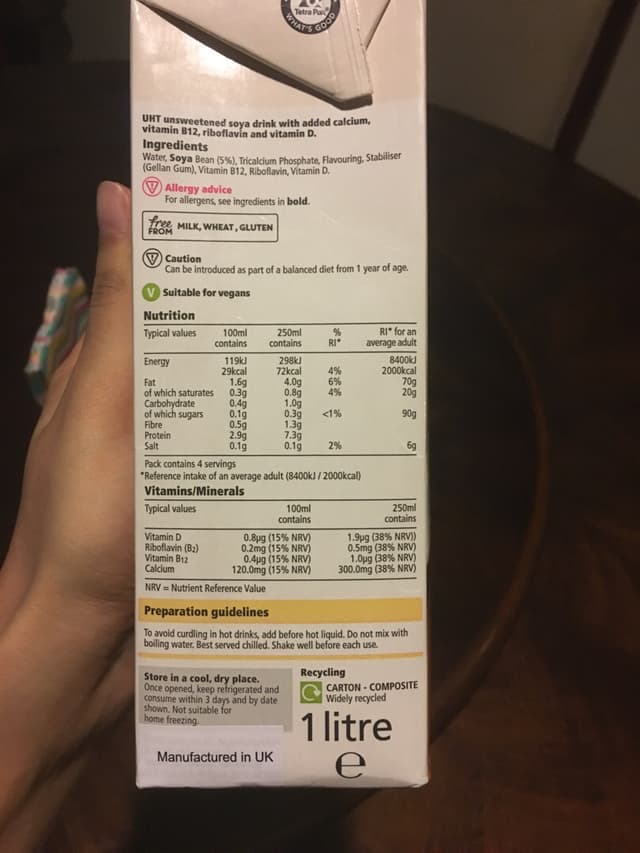 Tetra Pak
WHAT'S GOOD
UHT unsweetened soya drink with added calcium,
vitamin B12, riboflavin and vitamin D.
Ingredients
Water, Soya Bean (5%), Tricalcium Phosphate, Flavouring, Stabiliser
(Gellan Gum), Vitamin B12, Riboflavin, Vitamin D.
Allergy advice
For allergens, see ingredients in bold.
free FROM MILK, WHEAT, GLUTEN
Caution
Can be introduced as part of a balanced diet from 1 year of age.
V Suitable for vegans
Nutrition
Typical values 100ml contains 250ml contains % RI* RI* for an average adult
Energy 119kJ 298kJ 8400kJ
29kcal 72kcal 4% 2000kcal
Fat 1.6g 4.0g 6% 70g
of which saturates 0.3g 0.8g 4% 20g
Carbohydrate 0.4g 1.0g
of which sugars 0.1g 0.3g <1% 90g
Fibre 0.5g 1.3g
Protein 2.9g 7.3g
Salt 0.1g 0.1g 2% 6g
Pack contains 4 servings
*Reference intake of an average adult (8400kJ / 2000kcal)
Vitamins/Minerals
Typical values 100ml contains 250ml contains
Vitamin D 0.8µg (15% NRV) 1.9µg (38% NRV))
Riboflavin (B2) 0.2mg (15% NRV) 0.5mg (38% NRV)
Vitamin B12 0.4µg (15% NRV) 1.0µg (38% NRV)
Calcium 120.0mg (15% NRV) 300.0mg (38% NRV)
NRV = Nutrient Reference Value
Preparation guidelines
To avoid curdling in hot drinks, add before hot liquid. Do not mix with
boiling water. Best served chilled. Shake well before each use.
Store in a cool, dry place.
Once opened, keep refrigerated and
consume within 3 days and by date
shown. Not suitable for
home freezing.
Manufactured in UK
Recycling
CARTON - COMPOSITE
Widely recycled
1 litre
e